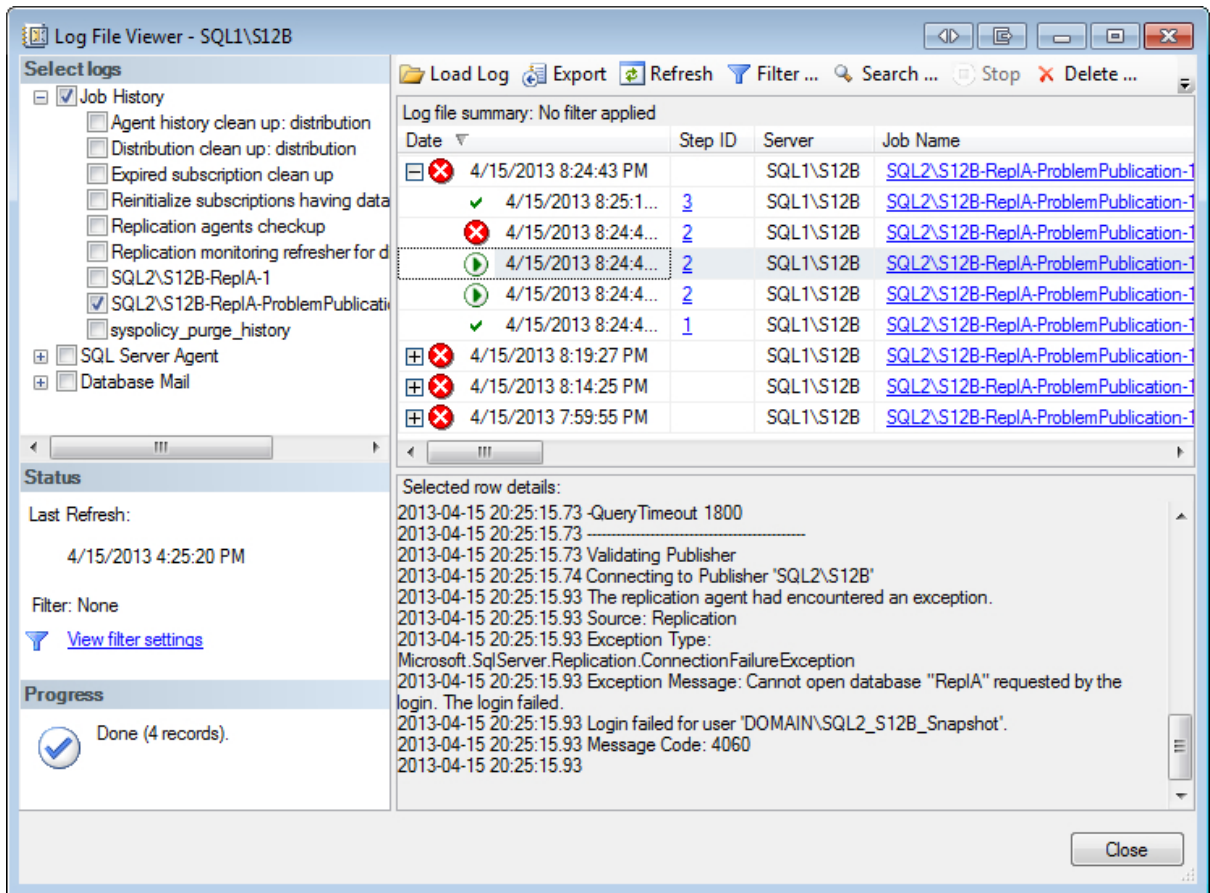 Log File Viewer - SQL1\S12B
Select logs
Job History
Agent history clean up: distribution
Distribution clean up: distribution
Expired subscription clean up
Reinitialize subscriptions having data
Replication agents checkup
Replication monitoring refresher for d
SQL2\S12B-ReplA-1
SQL2\S12B-ReplA-ProblemPublicati
syspolicy_purge_history
SQL Server Agent
Database Mail
Status
Last Refresh:
4/15/2013 4:25:20 PM
Filter: None
View filter settings
Progress
Done (4 records).
Load Log Export Refresh Filter ... Search ... Stop Delete ...
Log file summary: No filter applied
Date Step ID Server Job Name
4/15/2013 8:24:43 PM SQL1\S12B SQL2\S12B-ReplA-ProblemPublication-1
4/15/2013 8:25:1... 3 SQL1\S12B SQL2\S12B-ReplA-ProblemPublication-1
4/15/2013 8:24:4... 2 SQL1\S12B SQL2\S12B-ReplA-ProblemPublication-1
4/15/2013 8:24:4... 2 SQL1\S12B SQL2\S12B-ReplA-ProblemPublication-1
4/15/2013 8:24:4... 2 SQL1\S12B SQL2\S12B-ReplA-ProblemPublication-1
4/15/2013 8:24:4... 1 SQL1\S12B SQL2\S12B-ReplA-ProblemPublication-1
4/15/2013 8:19:27 PM SQL1\S12B SQL2\S12B-ReplA-ProblemPublication-1
4/15/2013 8:14:25 PM SQL1\S12B SQL2\S12B-ReplA-ProblemPublication-1
4/15/2013 7:59:55 PM SQL1\S12B SQL2\S12B-ReplA-ProblemPublication-1
Selected row details:
2013-04-15 20:25:15.73 -QueryTimeout 1800
2013-04-15 20:25:15.73 ---------------------------------------------
2013-04-15 20:25:15.73 Validating Publisher
2013-04-15 20:25:15.74 Connecting to Publisher 'SQL2\S12B'
2013-04-15 20:25:15.93 The replication agent had encountered an exception.
2013-04-15 20:25:15.93 Source: Replication
2013-04-15 20:25:15.93 Exception Type:
Microsoft.SqlServer.Replication.ConnectionFailureException
2013-04-15 20:25:15.93 Exception Message: Cannot open database "ReplA" requested by the
login. The login failed.
2013-04-15 20:25:15.93 Login failed for user 'DOMAIN\SQL2_S12B_Snapshot'.
2013-04-15 20:25:15.93 Message Code: 4060
2013-04-15 20:25:15.93
Close